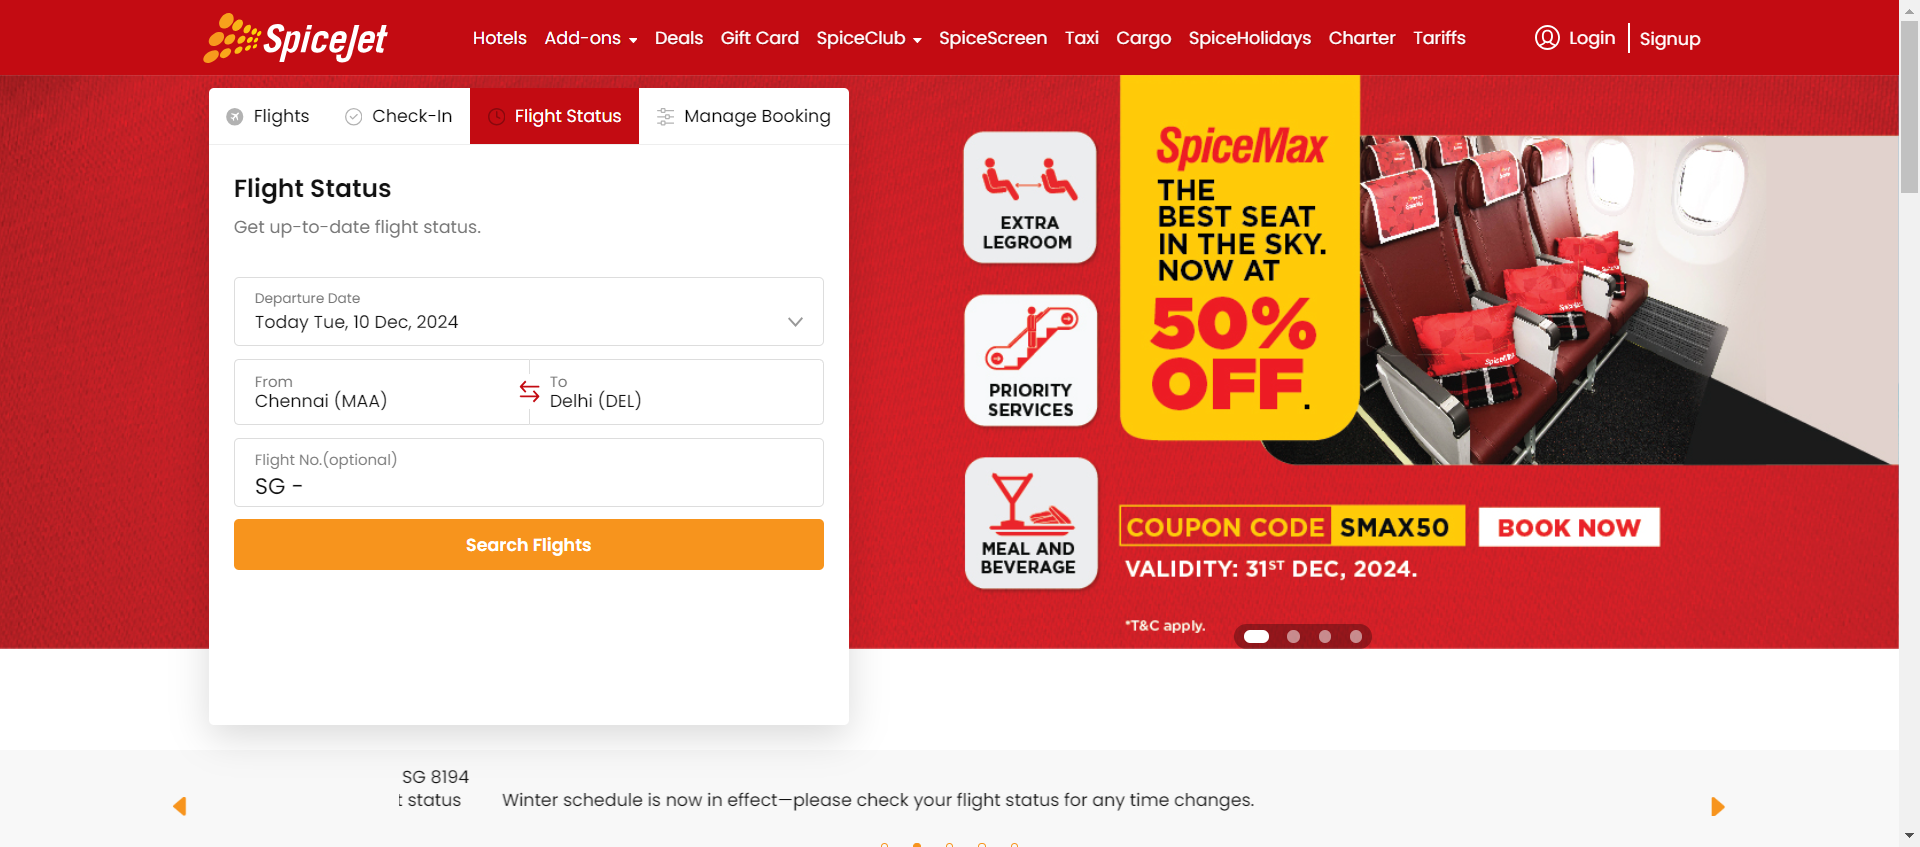 SpiceJet
Hotels Add-ons Deals Gift Card SpiceClub SpiceScreen Taxi Cargo SpiceHolidays Charter Tariffs
Login Signup
Flights Check-In Flight Status Manage Booking
Flight Status
Get up-to-date flight status.
Departure Date
Today Tue, 10 Dec, 2024
From
Chennai (MAA)
To
Delhi (DEL)
Flight No.(optional)
SG -
Search Flights
EXTRA
LEGROOM
PRIORITY
SERVICES
MEAL AND
BEVERAGE
SpiceMax
THE
BEST SEAT
IN THE SKY.
NOW AT
50%
OFF.
COUPON CODE SMAX50
BOOK NOW
VALIDITY: 31ST DEC, 2024.
*T&C apply.
SG 8194
t status
Winter schedule is now in effect—please check your flight status for any time changes.